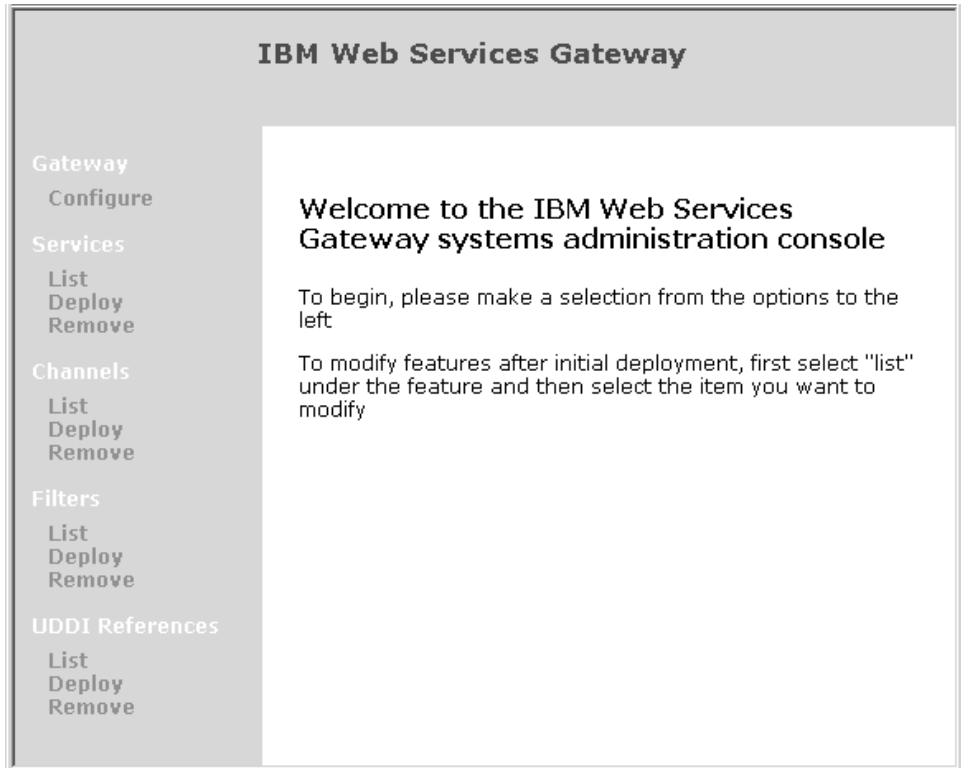 IBM Web Services Gateway
Gateway
Configure
Services
List
Deploy
Remove
Channels
List
Deploy
Remove
Filters
List
Deploy
Remove
UDDI References
List
Deploy
Remove
Welcome to the IBM Web Services
Gateway systems administration console
To begin, please make a selection from the options to the
left
To modify features after initial deployment, first select "list"
under the feature and then select the item you want to
modify